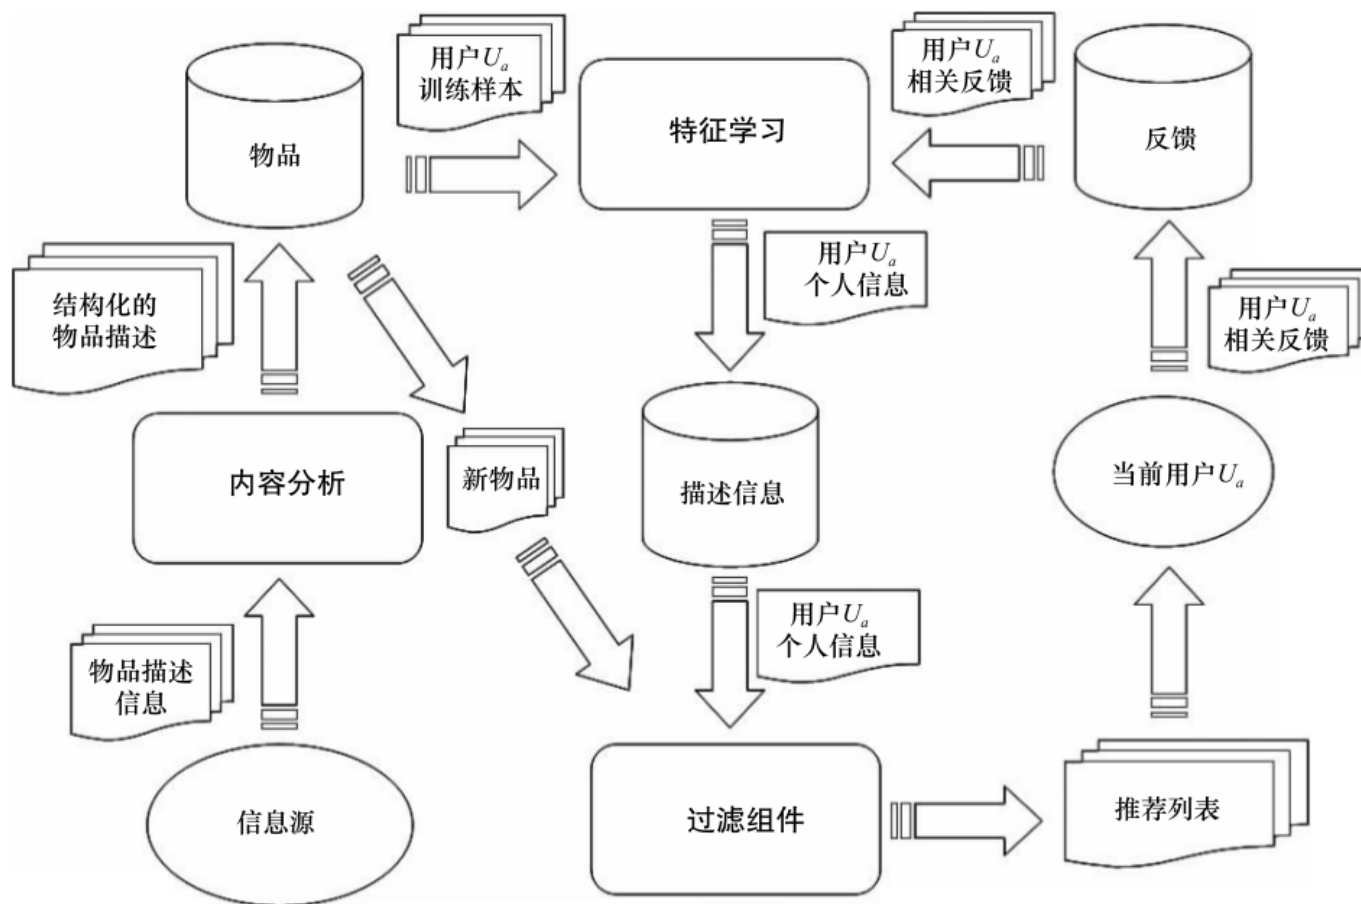 用户Ua
训练样本
用户Ua
相关反馈
物品
特征学习
反馈
结构化的
物品描述
用户Ua
个人信息
用户Ua
相关反馈
内容分析
新物品
描述信息
当前用户Ua
物品描述
信息
用户Ua
个人信息
信息源
过滤组件
推荐列表